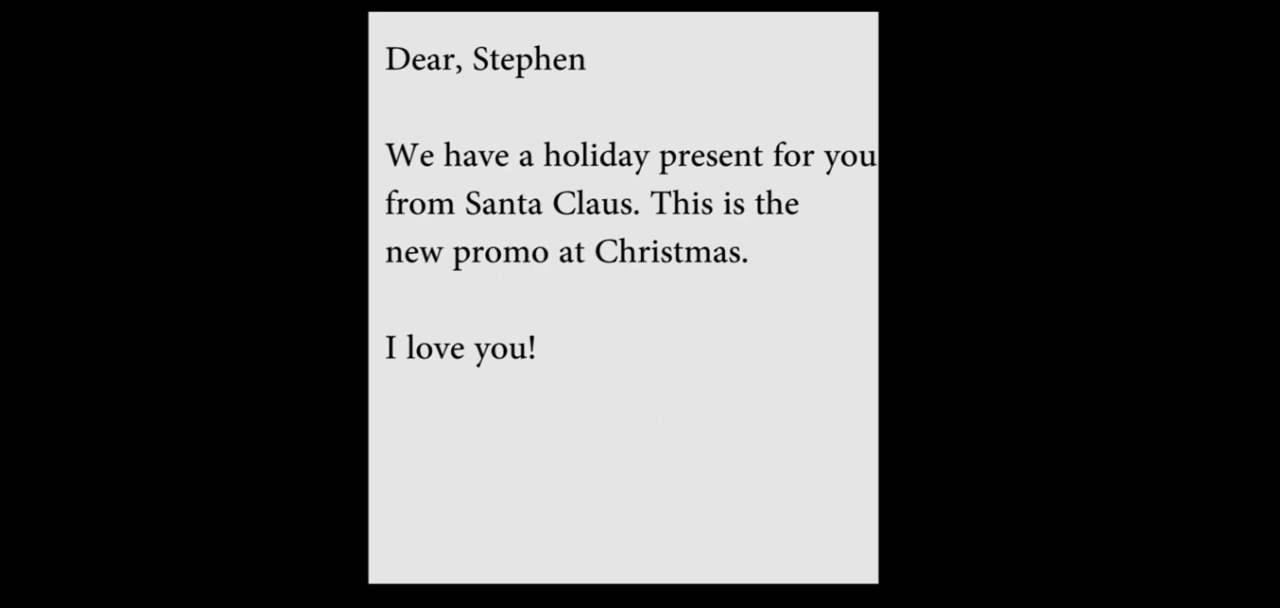 Dear, Stephen
We have a holiday present for you
from Santa Claus. This is the
new promo at Christmas.
I love you!